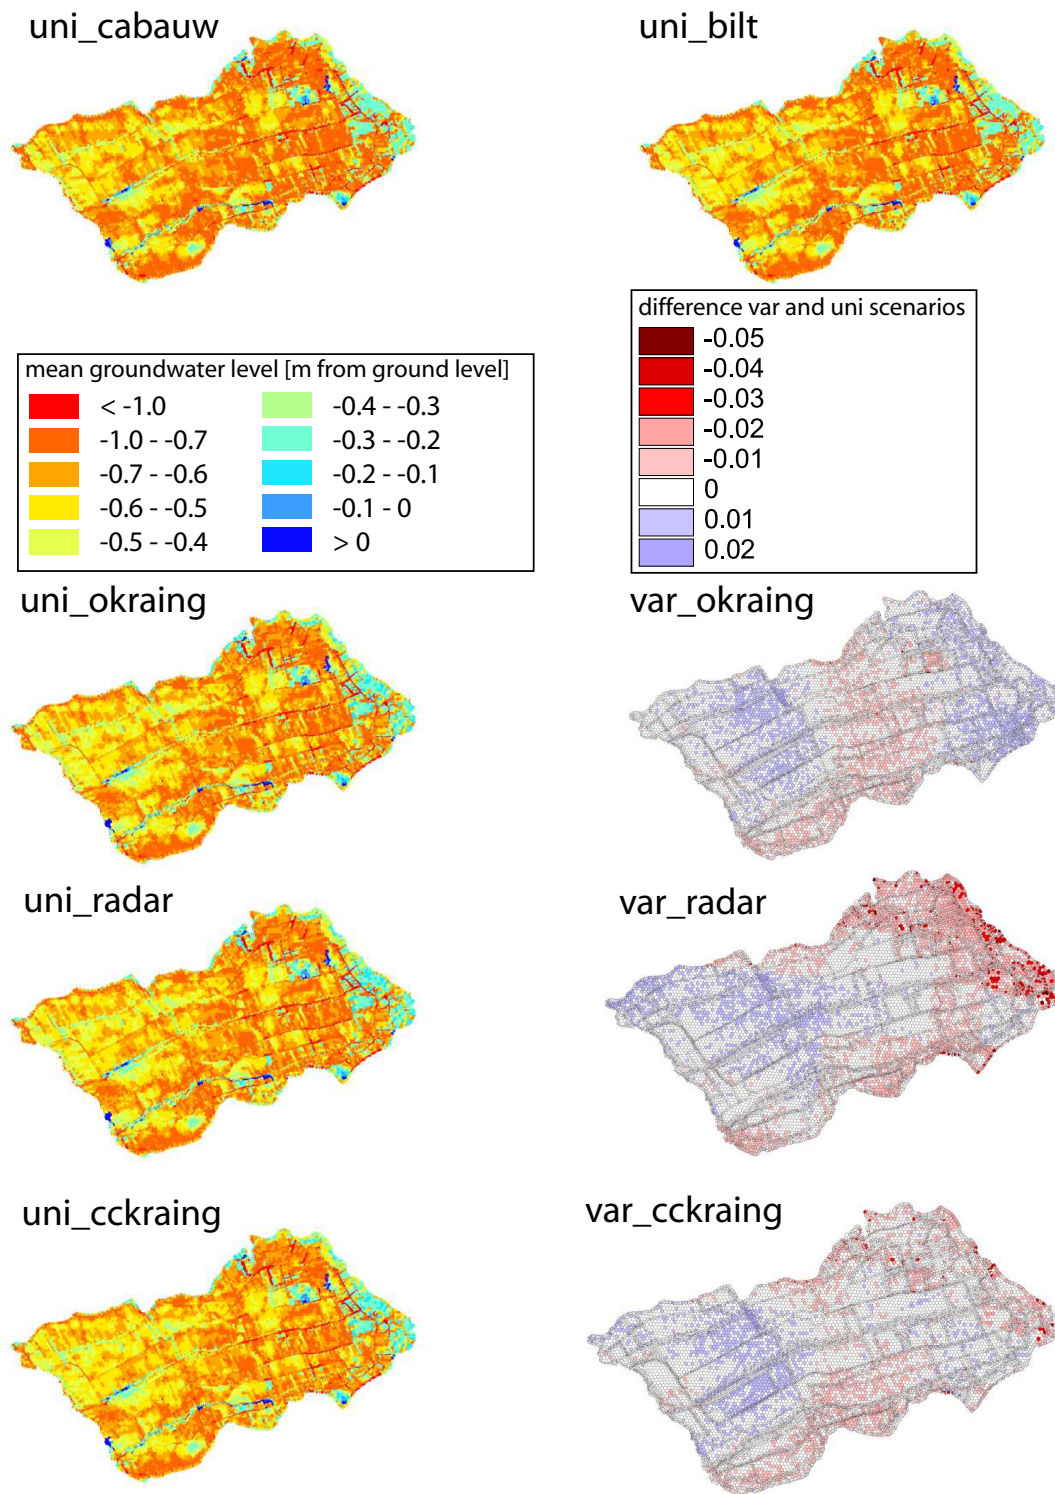 uni_cabauw
uni_bilt
mean groundwater level [m from ground level]
< -1.0
-1.0 - -0.7
-0.7 - -0.6
-0.6 - -0.5
-0.5 - -0.4
-0.4 - -0.3
-0.3 - -0.2
-0.2 - -0.1
-0.1 - 0
> 0
difference var and uni scenarios
-0.05
-0.04
-0.03
-0.02
-0.01
0
0.01
0.02
uni_okraing
var_okraing
uni_radar
var_radar
uni_cckraing
var_cckraing